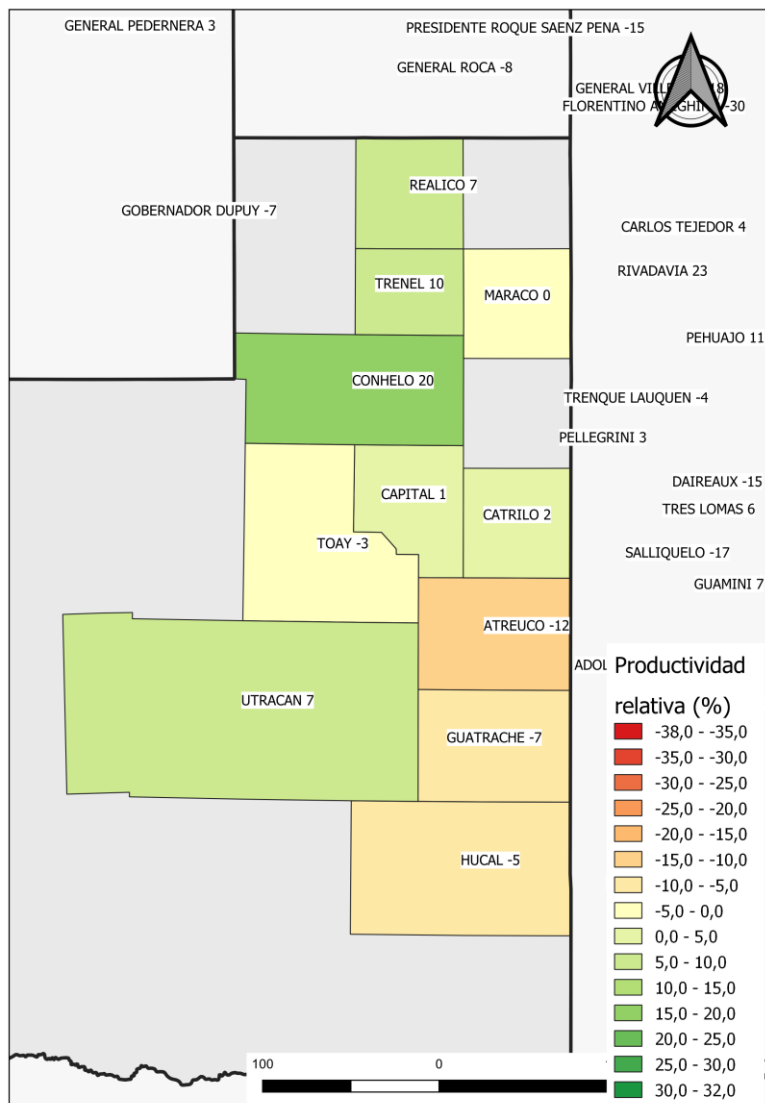 GENERAL PEDERNERA 3
PRESIDENTE ROQUE SAENZ PENA -15
GENERAL ROCA -8
GENERAL
FLORENTINO -30
REALICO 7
GOBERNADOR DUPUY -7
CARLOS TEJEDOR 4
RIVADAVIA 23
TRENEL 10
MARACO 0
PEHUAJO 11
CONHELO 20
TRENQUE LAUQUEN -4
PELLEGRINI 3
DAIREAUX -15
CAPITAL 1
TRES LOMAS 6
CATRILO 2
TOAY -3
SALLIQUELO -17
GUAMINI 7
ATREUCO -12
ADOL
UTRACAN 7
GUATRACHE -7
HUCAL -5
Productividad
relativa (%)
-38,0 - -35,0
-35,0 - -30,0
-30,0 - -25,0
-25,0 - -20,0
-20,0 - -15,0
-15,0 - -10,0
-10,0 - -5,0
-5,0 - 0,0
0,0 - 5,0
5,0 - 10,0
10,0 - 15,0
15,0 - 20,0
20,0 - 25,0
25,0 - 30,0
30,0 - 32,0
100 0